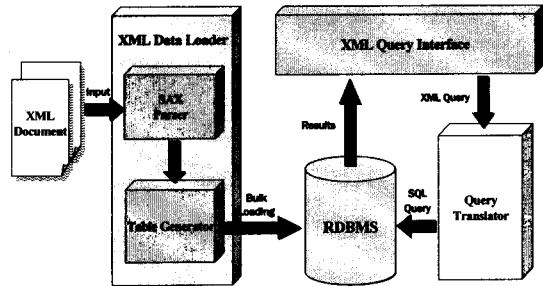 XML Data Loader
XML Query Interface
Input
SAX
Parser
XML
Document
XML Query
Results
Bulk
Loading
SQL
Query
Query
Translator
Table Generator
RDBMS